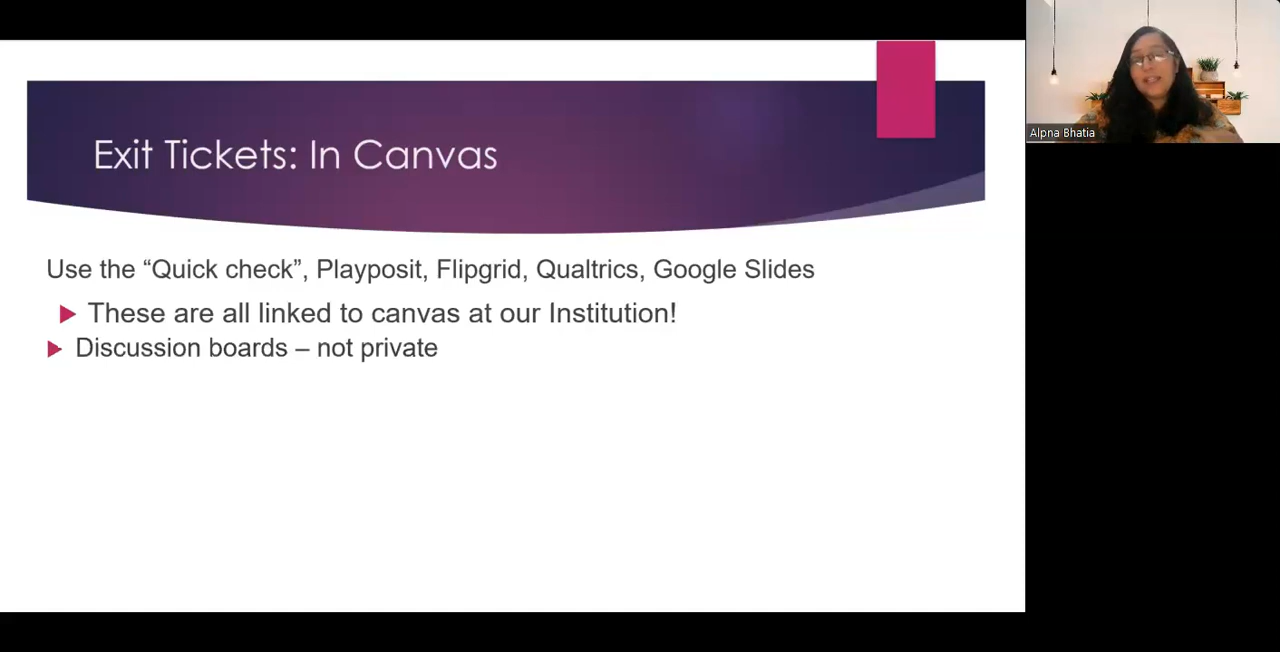 Exit Tickets: In Canvas
Use the “Quick check”, Playposit, Flipgrid, Qualtrics, Google Slides
These are all linked to canvas at our Institution!
Discussion boards – not private
Alpna Bhatia